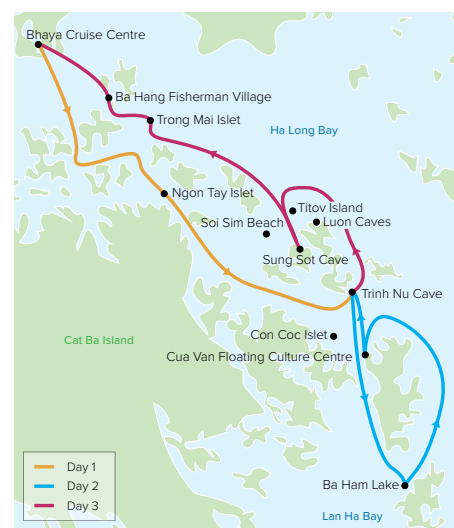 Bhaya Cruise Centre
Ba Hang Fisherman Village
Trong Mai Islet
Ha Long Bay
Ngon Tay Islet
Titov Island
Soi Sim Beach
Luon Caves
Sung Sot Cave
Trinh Nu Cave
Con Coc Islet
Cat Ba Island
Cua Van Floating Culture Centre
Day 1
Day 2
Day 3
Ba Ham Lake
Lan Ha Bay